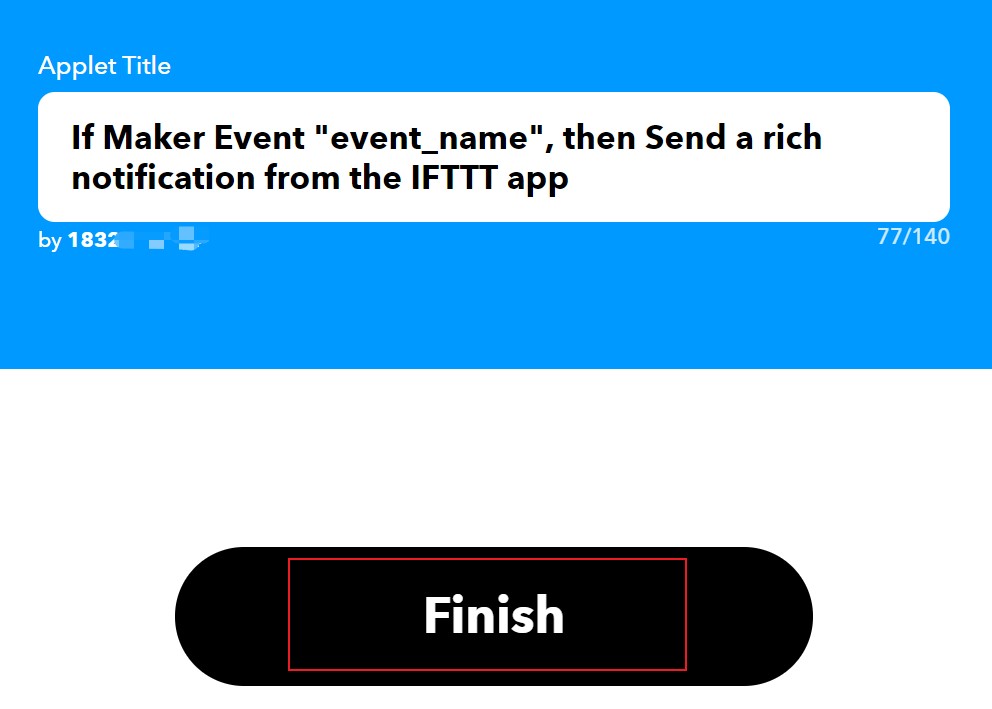 Applet Title
If Maker Event "event_name", then Send a rich
notification from the IFTTT app
by 1832
77/140
Finish